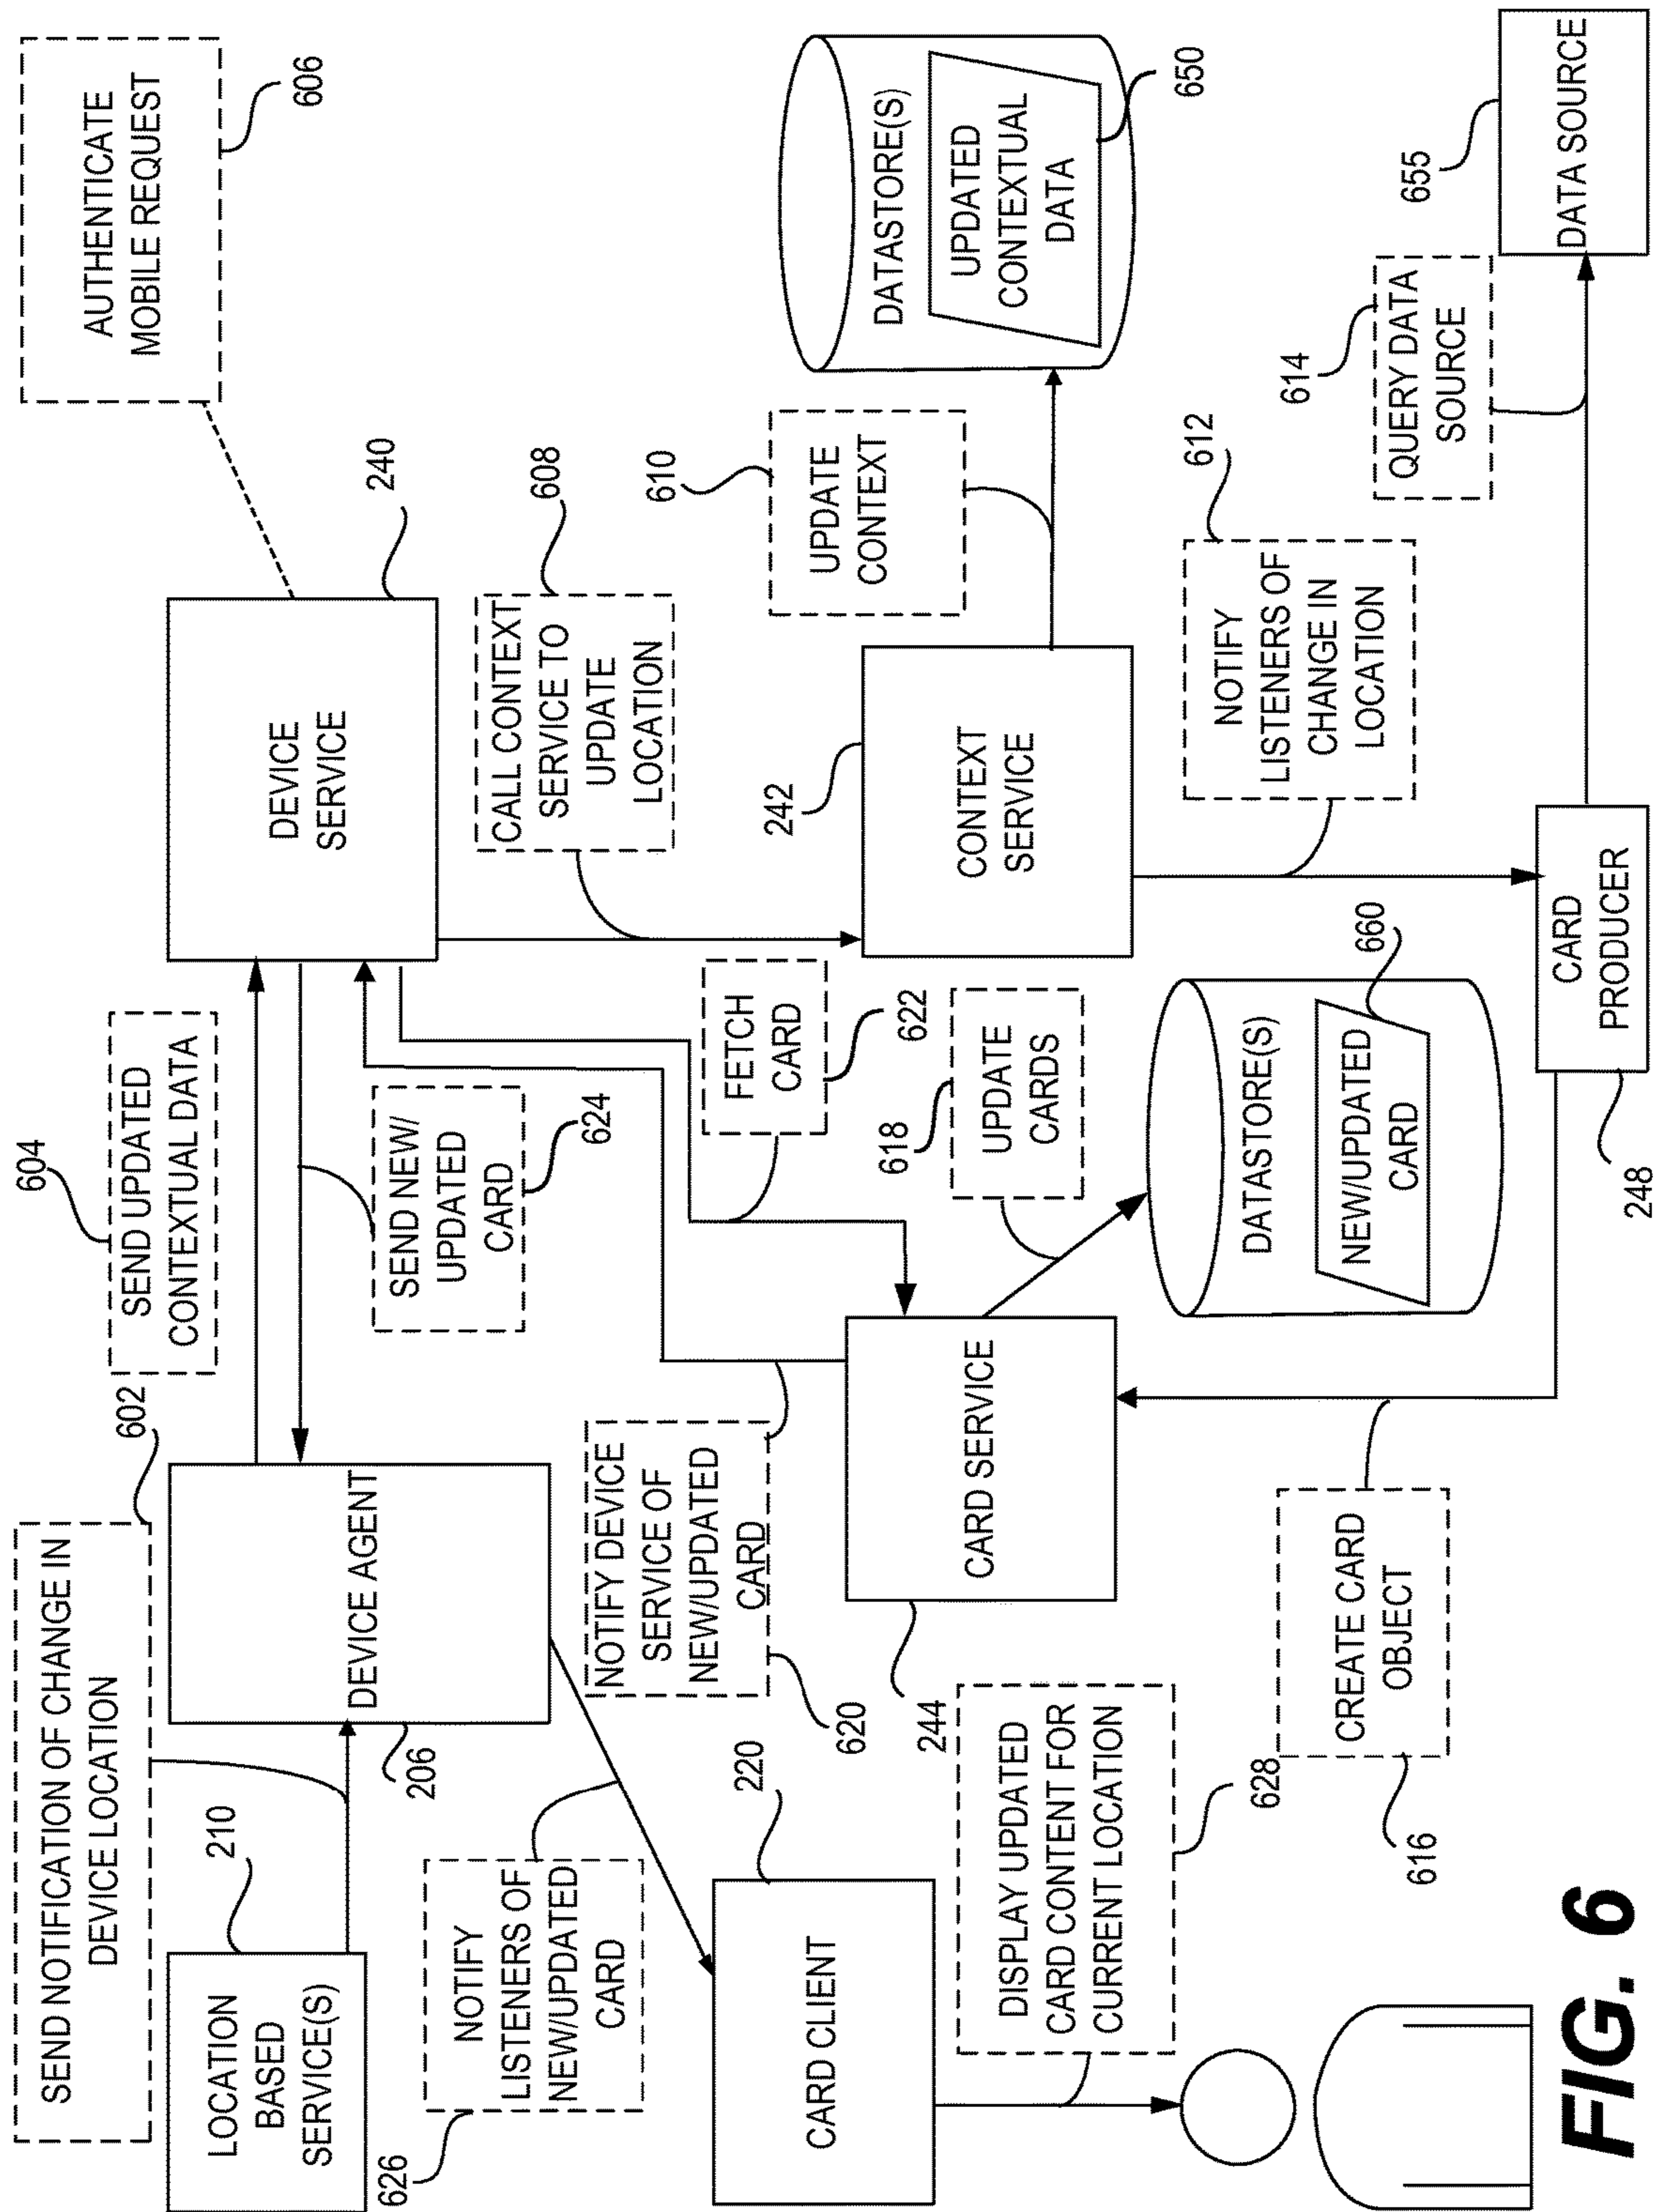 SEND NOTIFICATION OF CHANGE IN
DEVICE LOCATION
602
604
SEND UPDATED
CONTEXTUAL DATA
AUTHENTICATE
MOBILE REQUEST
606
LOCATION
BASED
SERVICE(S)
210
DEVICE AGENT
206
DEVICE
SERVICE
240
SEND NEW/
UPDATED
CARD
624
NOTIFY
LISTENERS OF
NEW/UPDATED
CARD
626
NOTIFY DEVICE
SERVICE OF
NEW/UPDATED
CARD
620
FETCH
CARD
622
CALL CONTEXT
SERVICE TO
UPDATE
LOCATION
608
610
UPDATE
CONTEXT
DATASTORE(S)
UPDATED
CONTEXTUAL
DATA
650
CARD CLIENT
220
CARD SERVICE
244
618
UPDATE
CARDS
CONTEXT
SERVICE
242
DISPLAY UPDATED
CARD CONTENT FOR
CURRENT LOCATION
628
DATASTORE(S)
NEW/UPDATED
CARD
660
NOTIFY
LISTENERS OF
CHANGE IN
LOCATION
612
614
QUERY DATA
SOURCE
655
DATA SOURCE
CREATE CARD
OBJECT
616
CARD
PRODUCER
248
FIG. 6